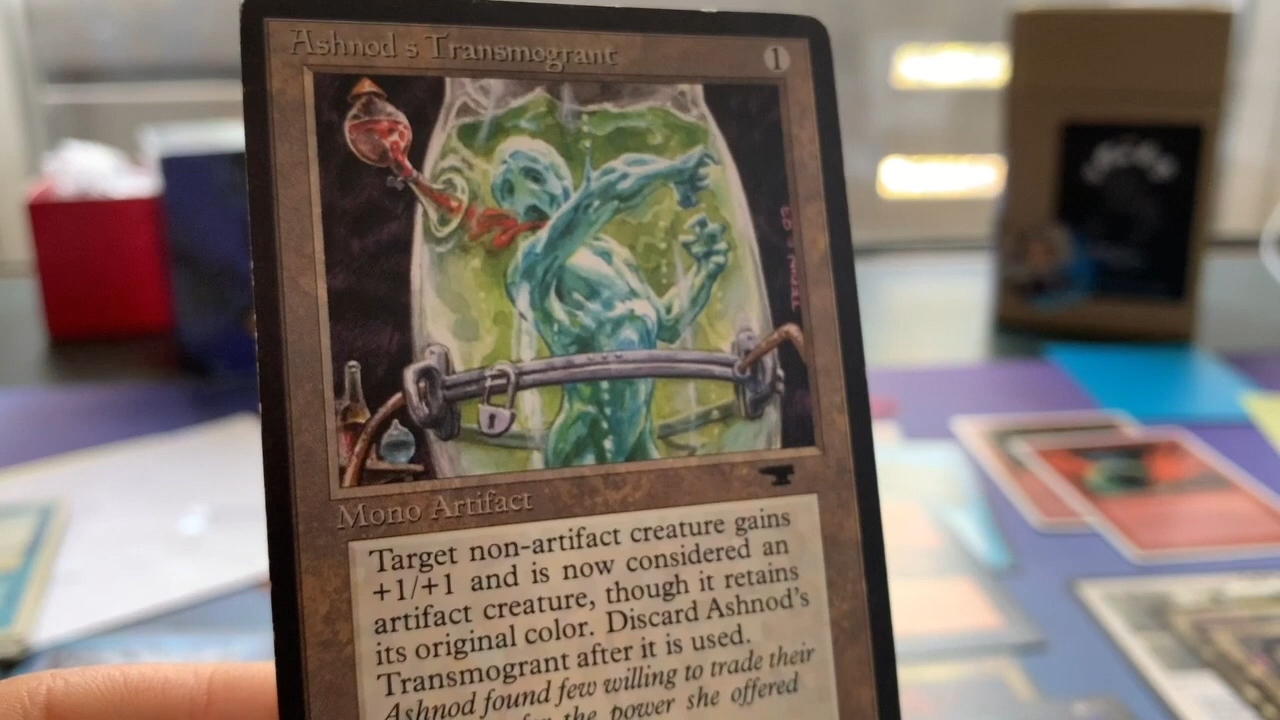 Ashnod s Transmogrant
1
Mono Artifact
Target non-artifact creature gains
+1/+1 and is now considered an
artifact creature, though it retains
its original color. Discard Ashnod's
Transmogrant after it is used.
Ashnod found few willing to trade their
for the power she offered